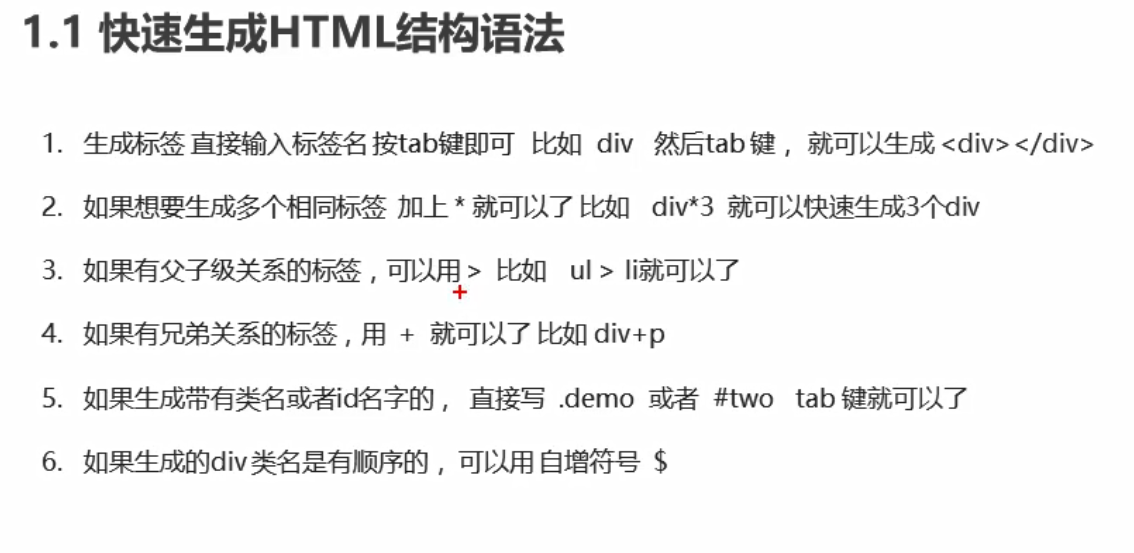 1.1 快速生成HTML结构语法
1. 生成标签 直接输入标签名 按tab键即可 比如 div 然后tab 键， 就可以生成 <div></div>
2. 如果想要生成多个相同标签 加上 * 就可以了 比如 div*3 就可以快速生成3个div
3. 如果有父子级关系的标签，可以用 > 比如 ul > li就可以了
4. 如果有兄弟关系的标签，用 + 就可以了 比如 div+p
5. 如果生成带有类名或者id名字的， 直接写 .demo 或者 #two tab 键就可以了
6. 如果生成的div 类名是有顺序的， 可以用 自增符号 $